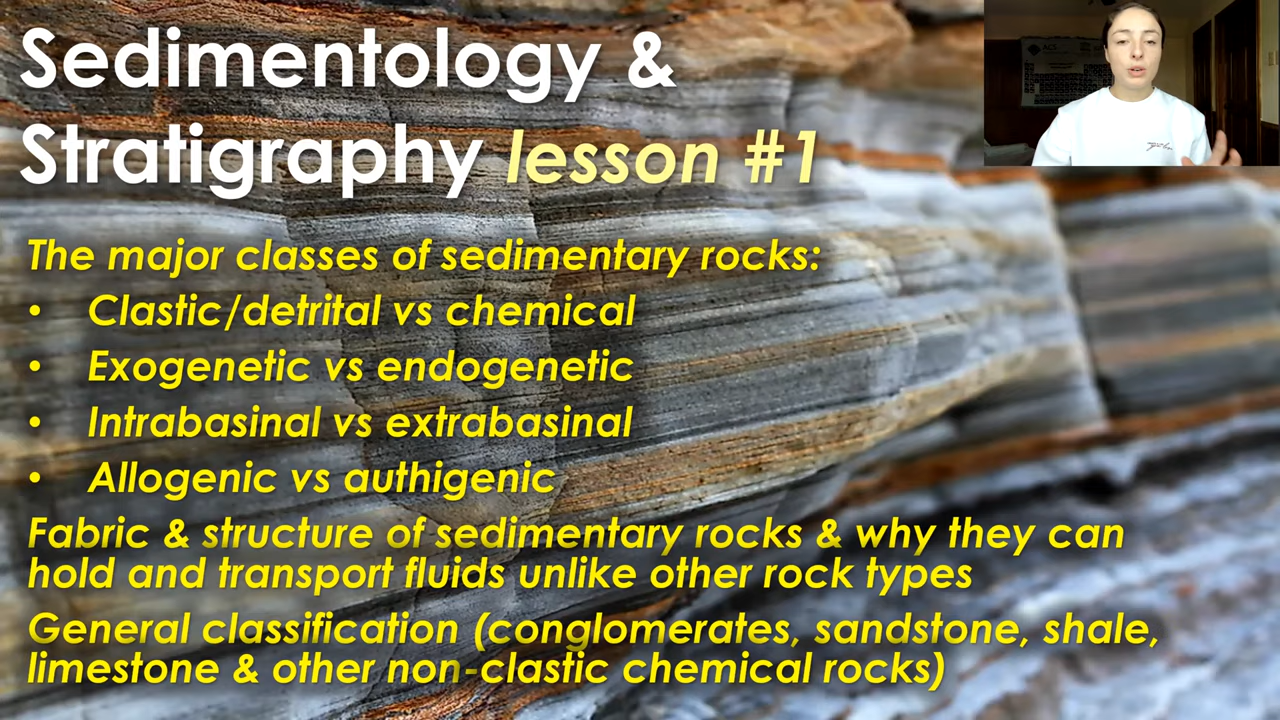 Sedimentology &
Stratigraphy lesson #1
The major classes of sedimentary rocks:
• Clastic/detrital vs chemical
• Exogenetic vs endogenetic
• Intrabasinal vs extrabasinal
• Allogenic vs authigenic
Fabric & structure of sedimentary rocks & why they can
hold and transport fluids unlike other rock types
General classification (conglomerates, sandstone, shale,
limestone & other non-clastic chemical rocks)
ACS